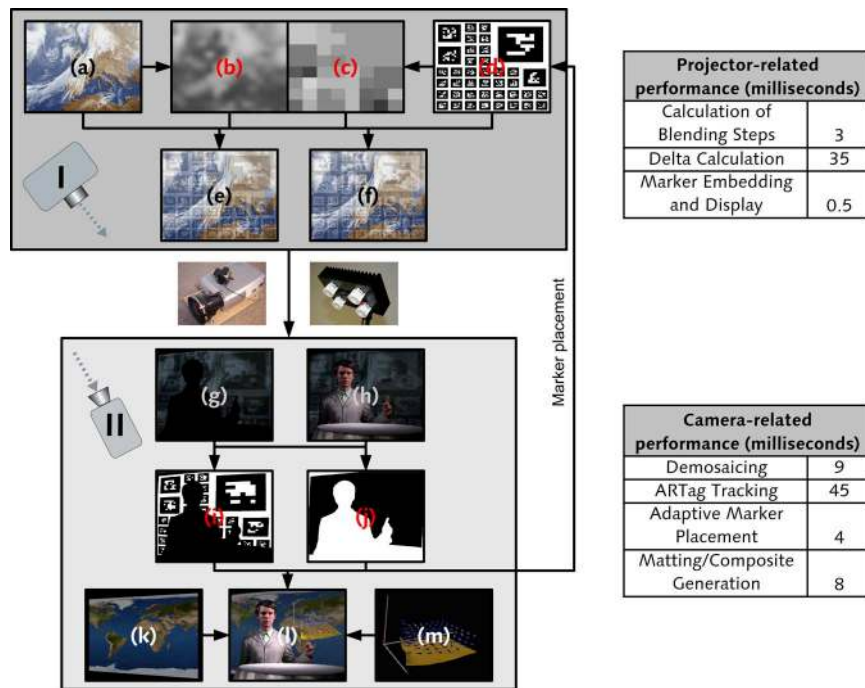 (a)
(b)
(c)
(d)
I
(e)
(f)
Marker placement
II
(g)
(h)
(i)
(j)
(k)
(l)
(m)
Projector-related
performance (milliseconds)
Calculation of
Blending Steps 3
Delta Calculation 35
Marker Embedding
and Display 0.5
Camera-related
performance (milliseconds)
Demosaicing 9
ARTag Tracking 45
Adaptive Marker
Placement 4
Matting/Composite
Generation 8